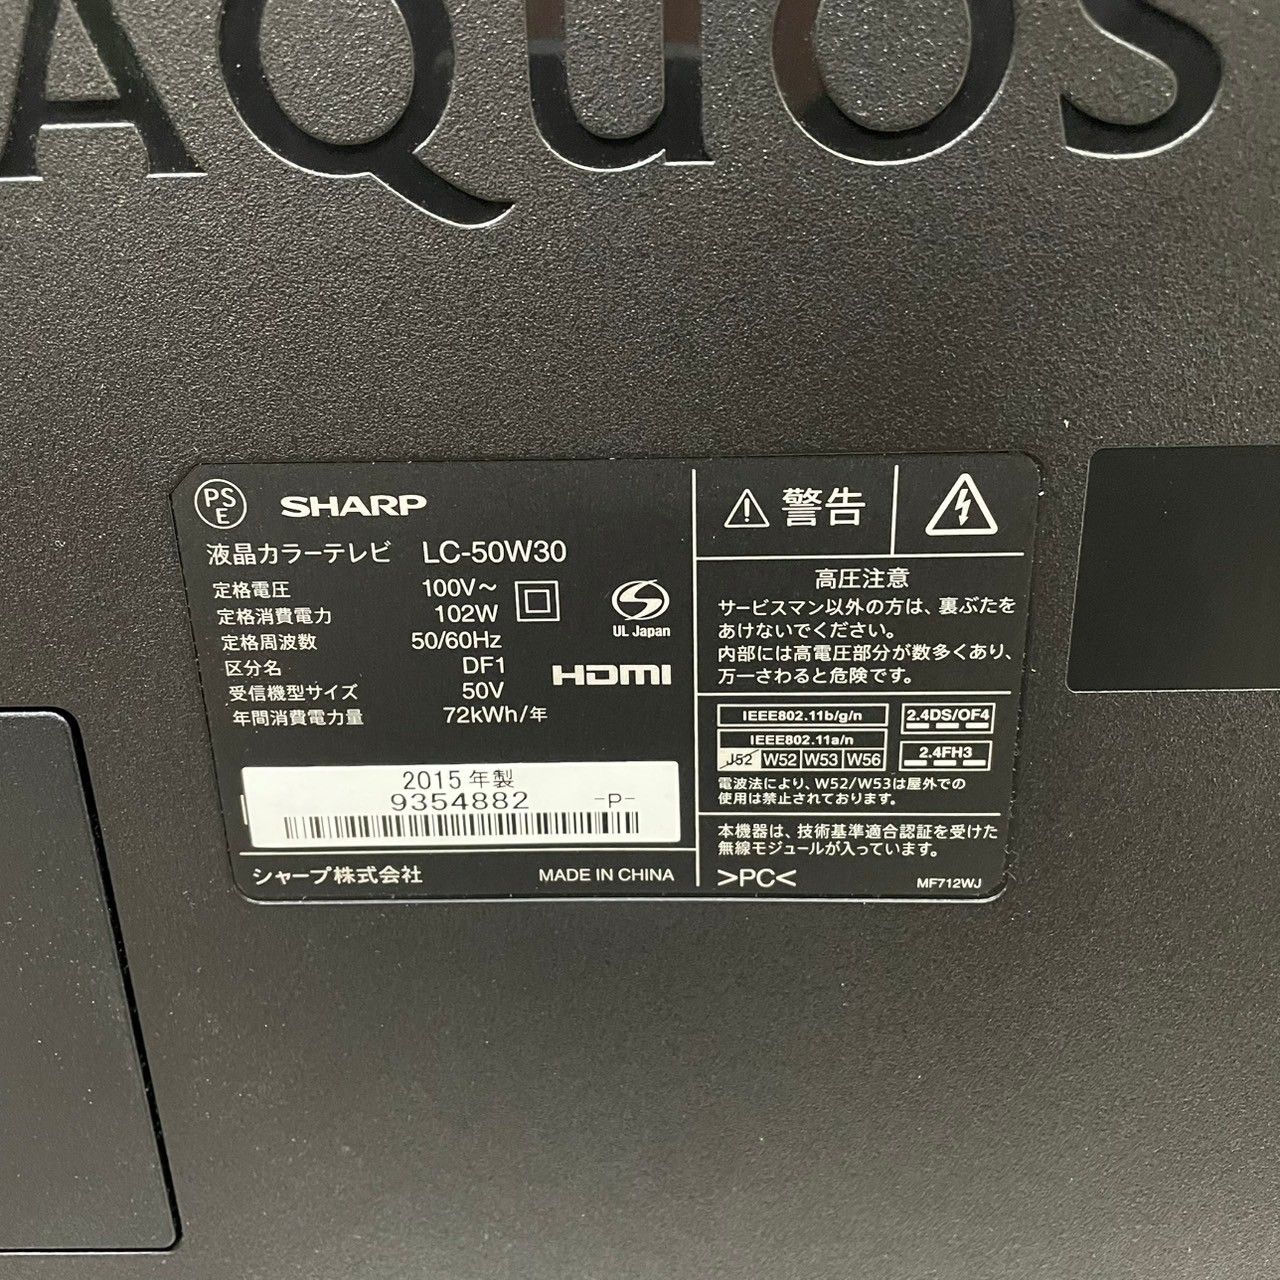 AQUOS
PS
E
SHARP
液晶カラーテレビ LC-50W30
定格電圧 100V～
定格消費電力 102W
定格周波数 50/60Hz
区分名 DF1
受信機型サイズ 50V
年間消費電力量 72kWh/年
UL Japan
HDMI
2015年製
9354882 -P-
シャープ株式会社 MADE IN CHINA
警告
高圧注意
サービスマン以外の方は、裏ぶたを
あけないでください。
内部には高電圧部分が数多くあり、
万一さわると危険です。
IEEE802.11b/g/n
IEEE802.11a/n
J52 W52 W53 W56
2.4DS/OF4
2.4FH3
電波法により、W52/W53は屋外での
使用は禁止されております。
本機器は、技術基準適合認証を受けた
無線モジュールが入っています。
>PC< MF712WJ